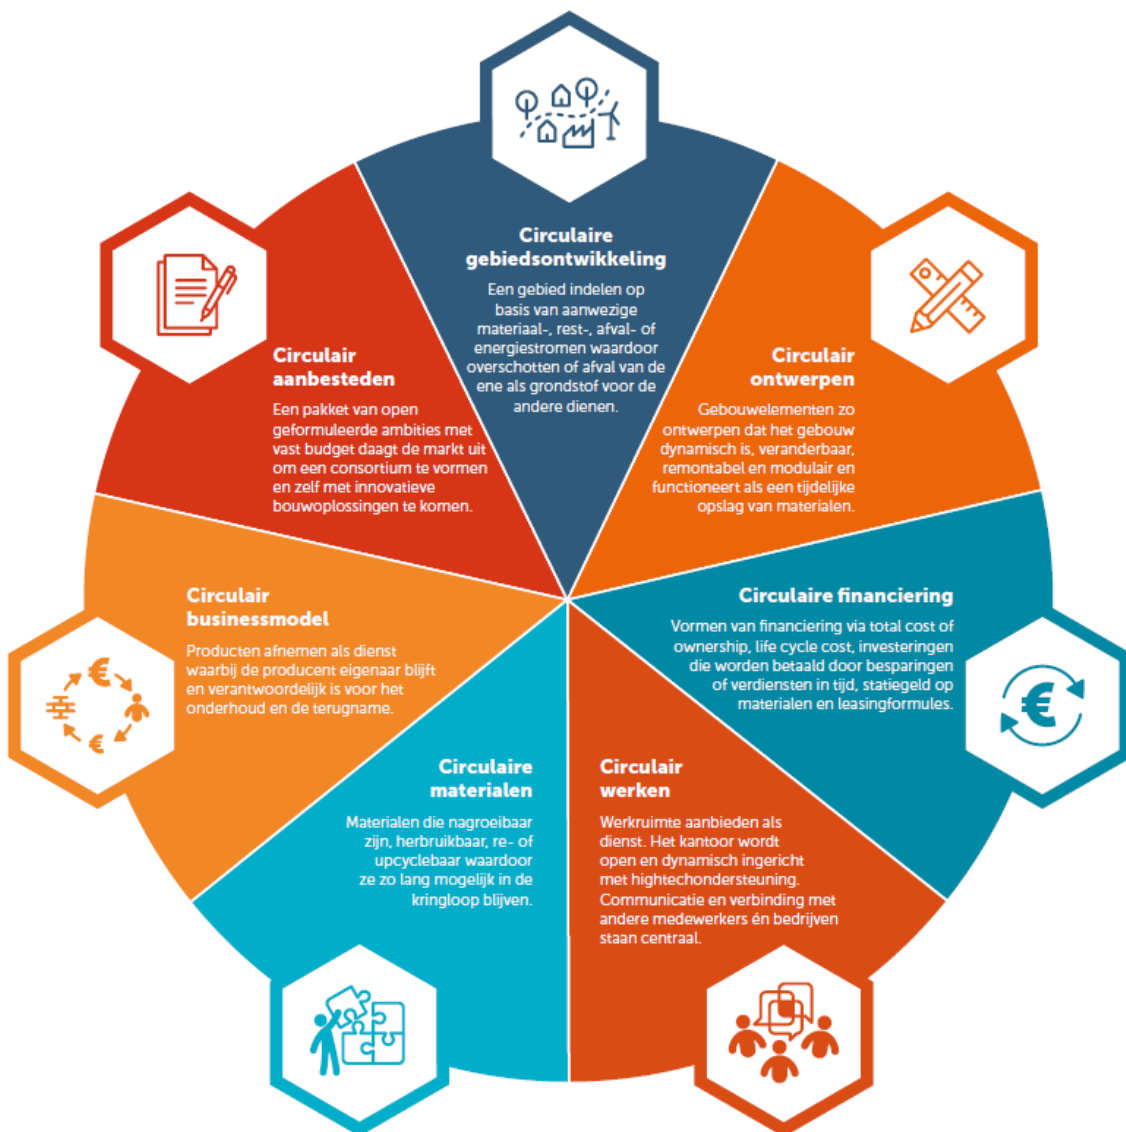 Circulaire
gebiedsontwikkeling
Een gebied indelen op
basis van aanwezige
materiaal-, rest-, afval- of
energiestromen waardoor
overschotten of afval van de
ene als grondstof voor de
andere dienen.
Circulair
ontwerpen
Gebouwelementen zo
ontwerpen dat het gebouw
dynamisch is, veranderbaar,
remontabel en modulair en
functioneert als een tijdelijke
opslag van materialen.
Circulaire financiering
Vormen van financiering via total cost of
ownership, life cycle cost, investeringen
die worden betaald door besparingen
of verdiensten in tijd, statiegeld op
materialen en leasingformules.
€
Circulair
werken
Werkruimte aanbieden als
dienst. Het kantoor wordt
open en dynamisch ingericht
met hightechondersteuning.
Communicatie en verbinding met
andere medewerkers én bedrijven
staan centraal.
Circulaire
materialen
Materialen die nagroeibaar
zijn, herbruikbaar, re- of
upcyclebaar waardoor
ze zo lang mogelijk in de
kringloop blijven.
Circulair
businessmodel
Producten afnemen als dienst
waarbij de producent eigenaar blijft
en verantwoordelijk is voor het
onderhoud en de terugname.
€
€
Circulair
aanbesteden
Een pakket van open
geformuleerde ambities met
vast budget daagt de markt uit
om een consortium te vormen
en zelf met innovatieve
bouwoplossingen te komen.